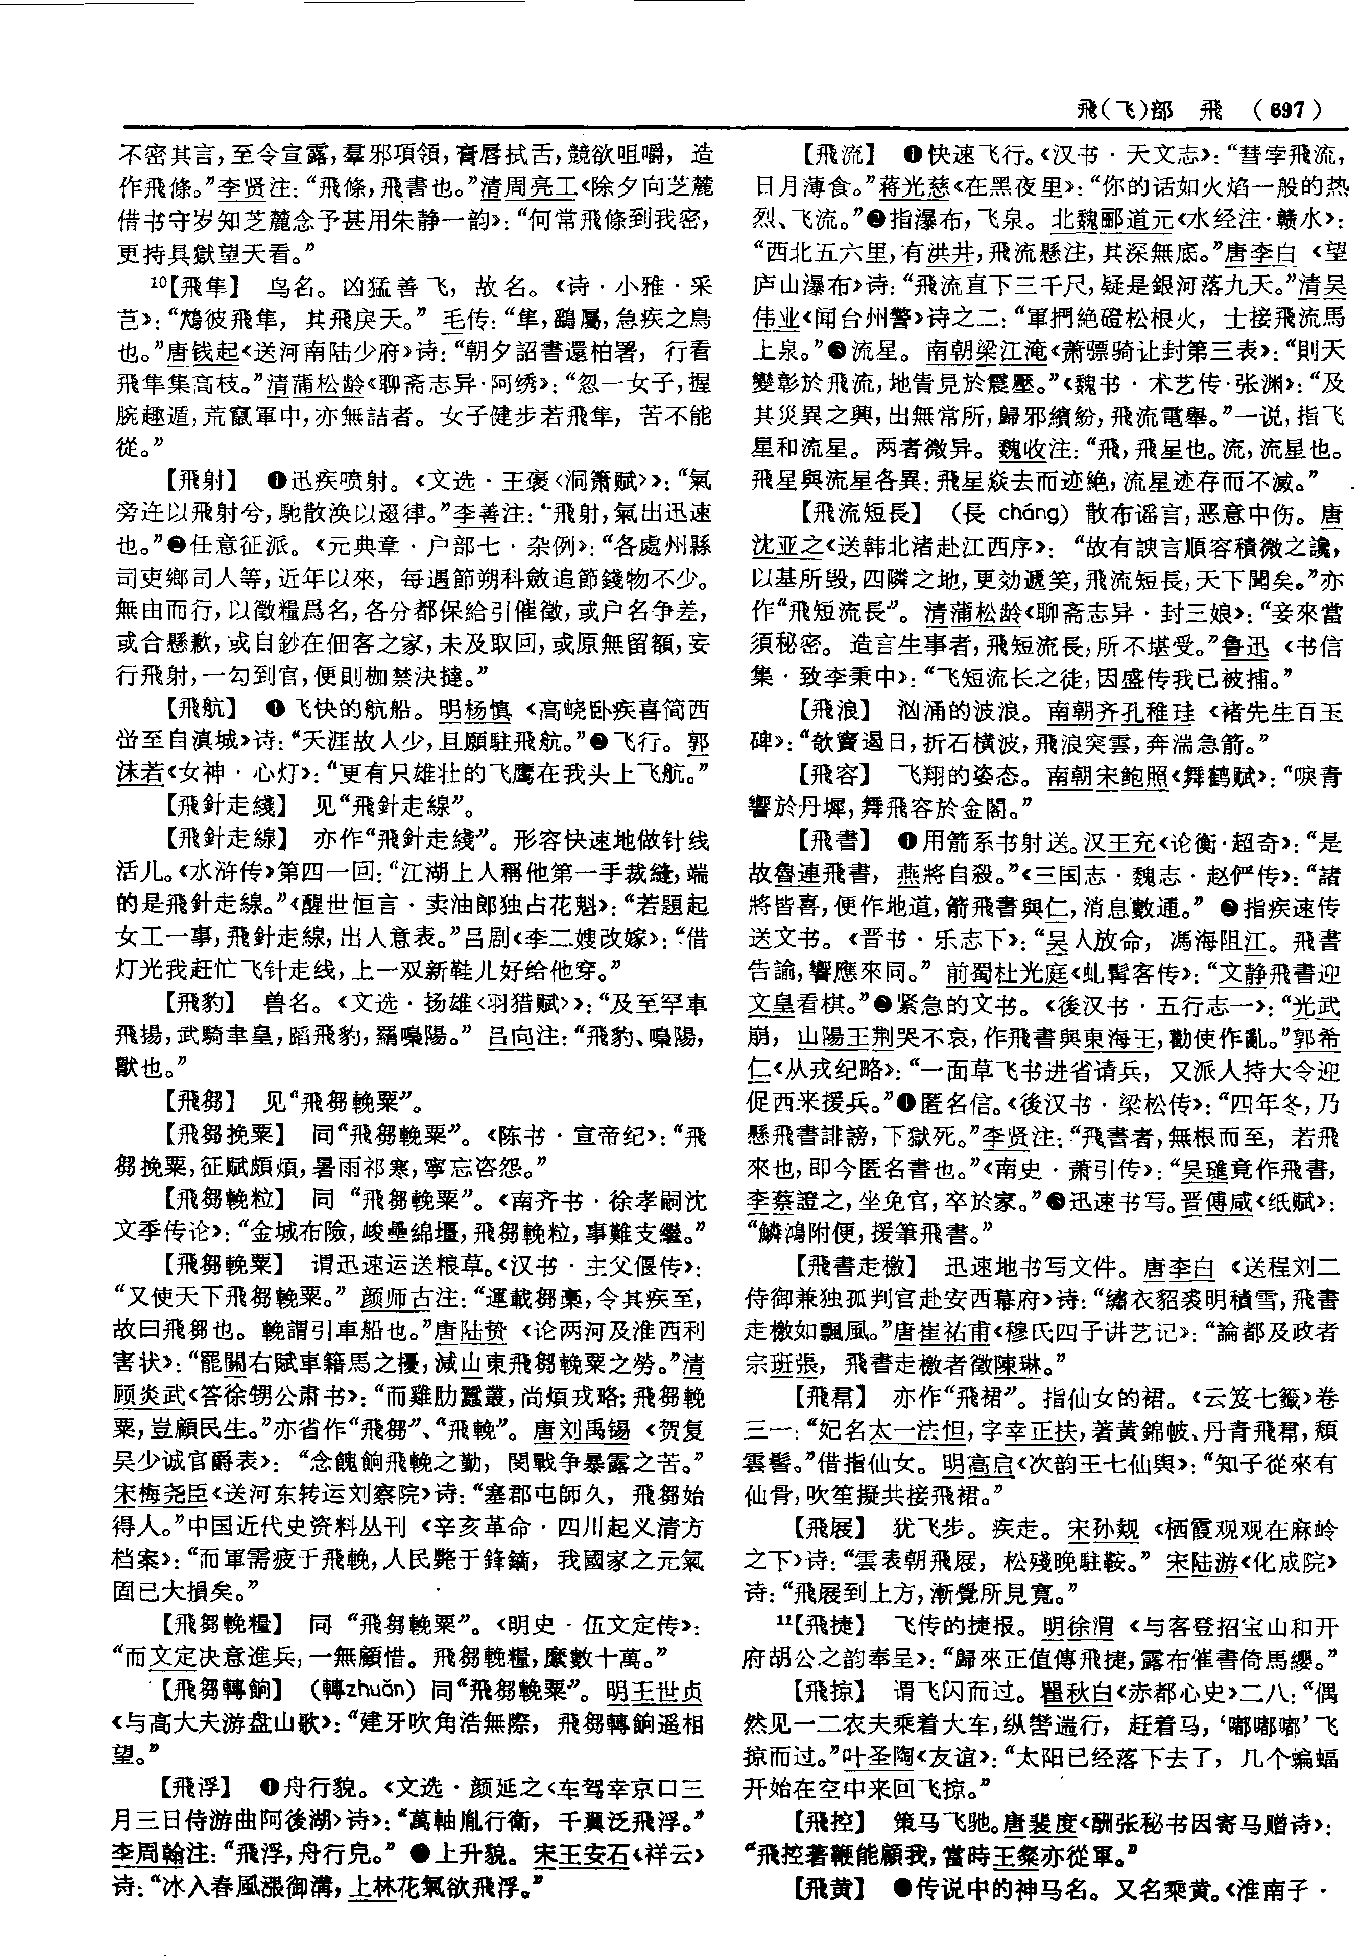 飛(飞)部　飛　(697)
不密其言，至令宣露，羣邪項領，膏脣拭舌，競欲咀嚼，造
作飛條。”李贤注：“飛條，飛書也。”清周亮工《除夕向芝麓
借书守岁知芝麓念予甚用朱静一韵》：“何常飛條到我密，
更持具獄望天看。”
10【飛隼】　鸟名。凶猛善飞，故名。《诗·小雅·采
芑》：“鴥彼飛隼，其飛戾天。”毛传：“隼，鷂屬，急疾之鳥
也。”唐钱起《送河南陆少府》诗：“朝夕詔書還柏署，行看
飛隼集高枝。”清蒲松龄《聊斋志异·阿绣》：“忽一女子，握
腕趣遁，荒竄軍中，亦無詰者。女子健步若飛隼，苦不能
從。”
【飛射】　❶迅疾喷射。《文选·王褒〈洞箫赋〉》：“氣
旁迕以飛射兮，馳散涣以逫律。”李善注：“飛射，氣出迅速
也。”❷任意征派。《元典章·户部七·杂例》：“各處州縣
司吏鄉司人等，近年以來，每遇節朔科斂追節錢物不少。
無由而行，以徵糧爲名，各分都保給引催徵，或户名争差，
或合懸歉，或自鈔在佃客之家，未及取回，或原無留額，妄
行飛射，一勾到官，便則枷禁決撻。”
【飛航】　❶飞快的航船。明杨慎《高峣卧疾喜简西
峃至自滇城》诗：“天涯故人少，且願駐飛航。”❷飞行。郭
沫若《女神·心灯》：“更有只雄壮的飞鹰在我头上飞航。”
【飛針走綫】　见“飛針走線”。
【飛針走線】　亦作“飛針走綫”。形容快速地做针线
活儿。《水浒传》第四一回：“江湖上人稱他第一手裁縫，端
的是飛針走線。”《醒世恒言·卖油郎独占花魁》：“若題起
女工一事，飛針走線，出人意表。”吕剧《李二嫂改嫁》：“借
灯光我赶忙飞针走线，上一双新鞋儿好给他穿。”
【飛豹】　兽名。《文选·扬雄〈羽猎赋〉》：“及至罕車
飛揚，武騎聿皇，蹈飛豹，羂噪陽。”吕向注：“飛豹、噪陽，
獸也。”
【飛芻】　见“飛芻輓粟”。
【飛芻挽粟】　同“飛芻輓粟”。《陈书·宣帝纪》：“飛
芻挽粟，征赋頗煩，暑雨祁寒，寧忘咨怨。”
【飛芻輓粒】　同“飛芻輓粟”。《南齐书·徐孝嗣沈
文季传论》：“金城布險，峻壘綿壃，飛芻輓粒，事難支繼。”
【飛芻輓粟】　谓迅速运送粮草。《汉书·主父偃传》：
“又使天下飛芻輓粟。”颜师古注：“運載芻槀，令其疾至，
故曰飛芻也。輓謂引車船也。”唐陆贽《论两河及淮西利
害状》：“罷關右賦車籍馬之擾，減山東飛芻輓粟之勞。”清
顾炎武《答徐甥公肃书》：“而雞肋蠶叢，尚煩戎略；飛芻輓
粟，豈顧民生。”亦省作“飛芻”、“飛輓”。唐刘禹锡《贺复
吴少诚官爵表》：“念餽餉飛輓之勤，閔戰争暴露之苦。”
宋梅尧臣《送河东转运刘察院》诗：“塞郡屯師久，飛芻始
得人。”中国近代史资料丛刊《辛亥革命·四川起义清方
档案》：“而軍需疲于飛輓，人民斃于鋒鏑，我國家之元氣
固已大損矣。”
【飛芻輓糧】　同“飛芻輓粟”。《明史·伍文定传》：
“而文定决意進兵，一無顧惜。飛芻輓糧，糜數十萬。”
【飛芻轉餉】　(轉zhuǎn)同“飛芻輓粟”。明王世贞
《与高大夫游盘山歌》：“建牙吹角浩無際，飛芻轉餉遥相
望。”
【飛浮】　❶舟行貌。《文选·颜延之〈车驾幸京口三
月三日侍游曲阿後湖〉诗》：“萬軸胤行衛，千翼泛飛浮。”
李周翰注：“飛浮，舟行皃。”●上升貌。宋王安石《祥云》
诗：“冰入春風漲御溝，上林花氣欲飛浮。”
【飛流】　❶快速飞行。《汉书·天文志》：“彗孛飛流，
日月薄食。”蒋光慈《在黑夜里》：“你的话如火焰一般的热
烈、飞流。”❷指瀑布，飞泉。北魏郦道元《水经注·赣水》：
“西北五六里，有洪井，飛流懸注，其深無底。”唐李白《望
庐山瀑布》诗：“飛流直下三千尺，疑是銀河落九天。”清吴
伟业《闻台州警》诗之二：“軍捫絶磴松根火，士接飛流馬
上泉。”❸流星。南朝梁江淹《萧骠骑让封第三表》：“則天
變彰於飛流，地眚見於震壓。”《魏书·术艺传·张渊》：“及
其災異之興，出無常所，歸邪繽紛，飛流電舉。”一说，指飞
星和流星。两者微异。魏收注：“飛，飛星也。流，流星也。
飛星與流星各異：飛星焱去而迹絶，流星迹存而不滅。”
【飛流短長】　(長 cháng)散布谣言，恶意中伤。唐
沈亚之《送韩北渚赴江西序》：“故有諛言順容積微之讒，
以基所毁，四隣之地，更効遞笑，飛流短長，天下聞矣。”亦
作“飛短流長”。清蒲松龄《聊斋志异·封三娘》：“妾來當
須秘密。造言生事者，飛短流長，所不堪受。”鲁迅《书信
集·致李秉中》：“飞短流长之徒，因盛传我已被捕。”
【飛浪】　汹涌的波浪。南朝齐孔稚珪《褚先生百玉
碑》：“欹竇遏日，折石横波，飛浪突雲，奔湍急箭。”
【飛容】　飞翔的姿态。南朝宋鲍照《舞鹤赋》：“唳青
響於丹墀，舞飛容於金閣。”
【飛書】　❶用箭系书射送。汉王充《论衡·超奇》：“是
故魯連飛書，燕將自殺。”《三国志·魏志·赵俨传》：“諸
將皆喜，便作地道，箭飛書與仁，消息數通。”❷指疾速传
送文书。《晋书·乐志下》：“吴人放命，馮海阻江。飛書
告諭，響應來同。”前蜀杜光庭《虬髯客传》：“文静飛書迎
文皇看棋。”❸紧急的文书。《後汉书·五行志一》：“光武
崩，山陽王荆哭不哀，作飛書與東海王，勸使作亂。”郭希
仁《从戎纪略》：“一面草飞书进省请兵，又派人持大令迎
促西来援兵。”❹匿名信。《後汉书·梁松传》：“四年冬，乃
懸飛書誹謗，下獄死。”李贤注：“飛書者，無根而至，若飛
來也，即今匿名書也。”《南史·萧引传》：“吴璡竟作飛書，
李蔡證之，坐免官，卒於家。”❺迅速书写。晋傅咸《纸赋》：
“鱗鴻附便，援筆飛書。”
【飛書走檄】　迅速地书写文件。唐李白《送程刘二
侍御兼独孤判官赴安西幕府》诗：“繡衣貂裘明積雪，飛書
走檄如飄風。”唐崔祐甫《穆氏四子讲艺记》：“論都及政者
宗班張，飛書走檄者徵陳琳。”
【飛帬】　亦作“飛裙”。指仙女的裙。《云笈七籤》卷
三一：“妃名太一法怛，字幸正扶，著黄錦帔、丹青飛帬，頹
雲髻。”借指仙女。明高启《次韵王七仙舆》：“知子從來有
仙骨，吹笙擬共接飛裙。”
【飛屐】　犹飞步。疾走。宋孙觌《栖霞观观在麻岭
之下》诗：“雲表朝飛屐，松殘晚駐鞍。”宋陆游《化成院》
诗：“飛屐到上方，漸覺所見寬。”
11【飛捷】　飞传的捷报。明徐渭《与客登招宝山和开
府胡公之韵奉呈》：“歸來正值傳飛捷，露布催書倚馬纓。”
【飛掠】　谓飞闪而过。瞿秋白《赤都心史》二八：“偶
然见一二农夫乘着大车，纵辔遄行，赶着马，‘嘟嘟嘟’飞
掠而过。”叶圣陶《友谊》：“太阳已经落下去了，几个蝙蝠
开始在空中来回飞掠。”
【飛控】　策马飞驰。唐裴度《酬张秘书因寄马赠诗》：
“飛控著鞭能顧我，當時王粲亦從軍。”
【飛黄】　●传说中的神马名。又名乘黄。《淮南子·